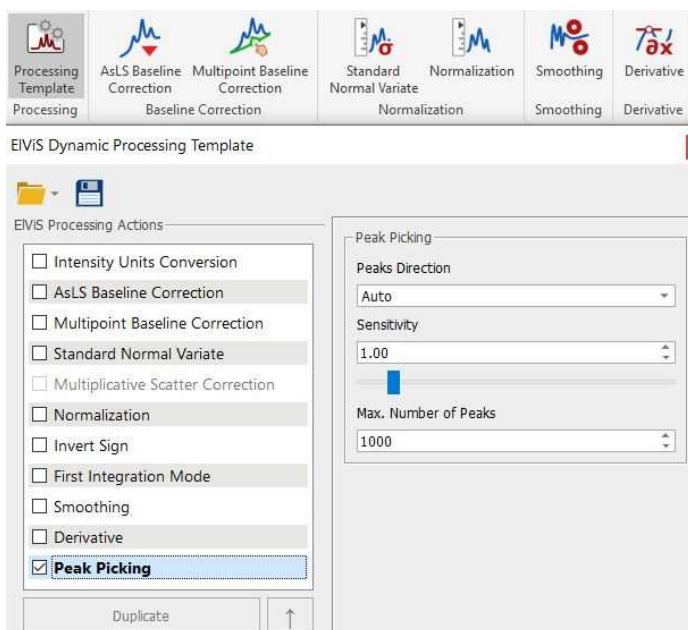 Processing Template
AsLS Baseline Correction
Multipoint Baseline Correction
Standard Normal Variate
Normalization
Smoothing
Derivative
Processing
Baseline Correction
Normalization
Smoothing
Derivative
ElViS Dynamic Processing Template
ElViS Processing Actions
Intensity Units Conversion
AsLS Baseline Correction
Multipoint Baseline Correction
Standard Normal Variate
Multiplicative Scatter Correction
Normalization
Invert Sign
First Integration Mode
Smoothing
Derivative
Peak Picking
Duplicate
Peak Picking
Peaks Direction
Auto
Sensitivity
1.00
Max. Number of Peaks
1000